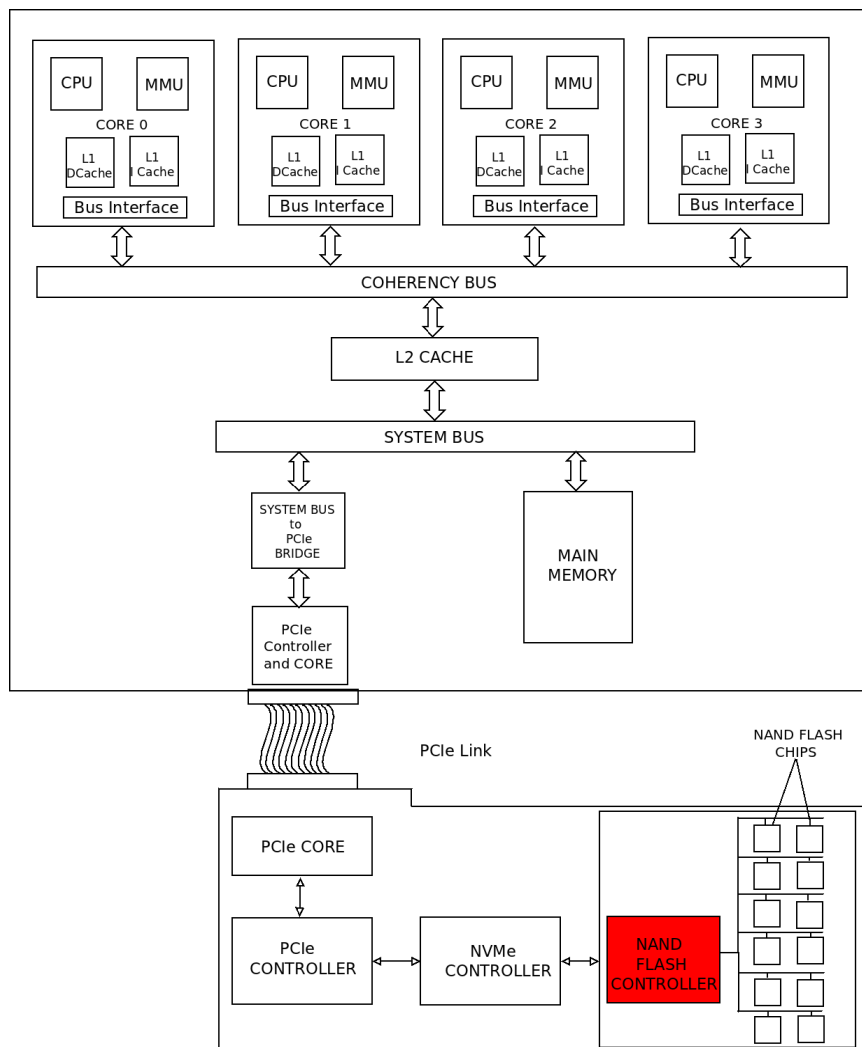 CPU
MMU
CORE 0
L1
DCache
L1
I Cache
Bus Interface
CPU
MMU
CORE 1
L1
DCache
L1
I Cache
Bus Interface
CPU
MMU
CORE 2
L1
DCache
L1
I Cache
Bus Interface
CPU
MMU
CORE 3
L1
DCache
L1
I Cache
Bus Interface
COHERENCY BUS
L2 CACHE
SYSTEM BUS
SYSTEM BUS
to
PCIe
BRIDGE
MAIN
MEMORY
PCIe
Controller
and CORE
PCIe Link
NAND FLASH
CHIPS
PCIe CORE
PCIe
CONTROLLER
NVMe
CONTROLLER
NAND
FLASH
CONTROLLER